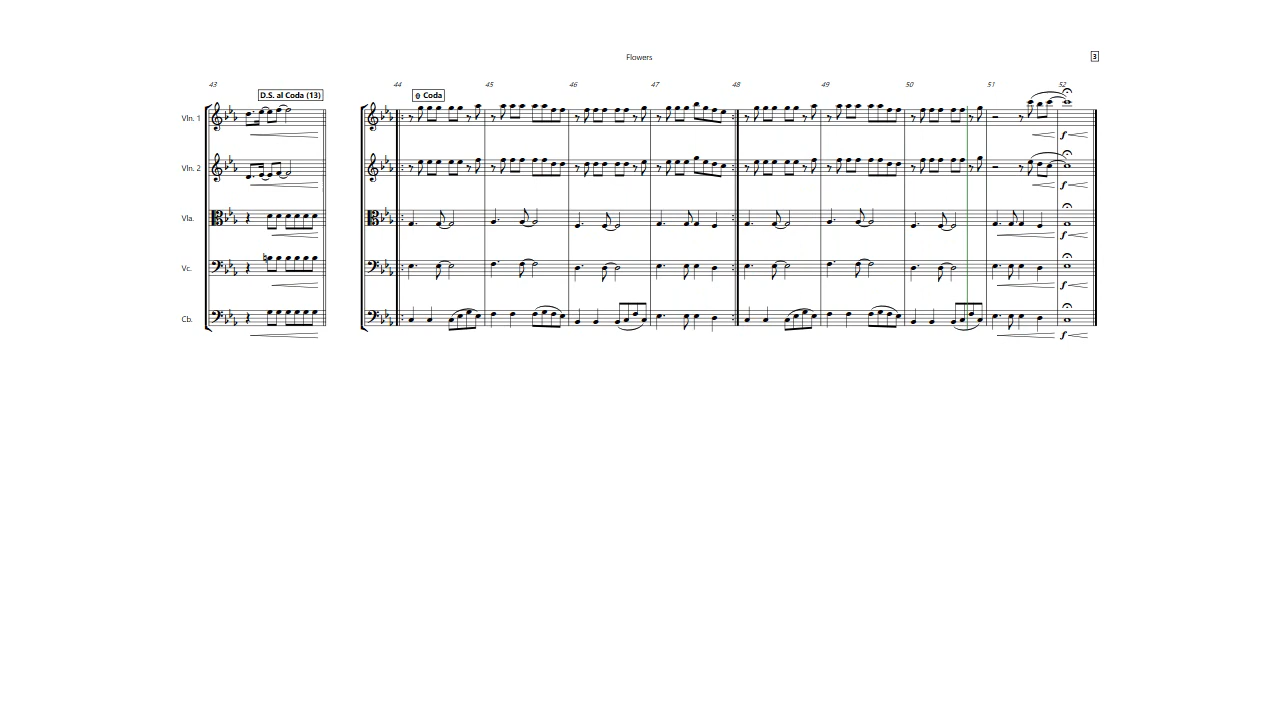 Flowers
3
43 44 45 46 47 48 49 50 51 52
D.S. al Coda (13) Coda
Vln. 1
Vln. 2
f
Vla.
f
Vc.
f
Cb.
f
f